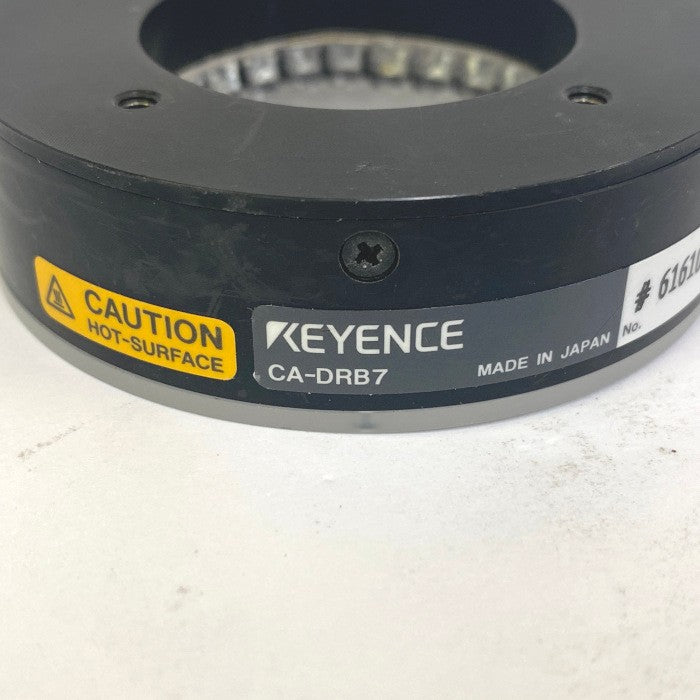 CAUTION
HOT-SURFACE
KEYENCE
CA-DRB7
MADE IN JAPAN
No.